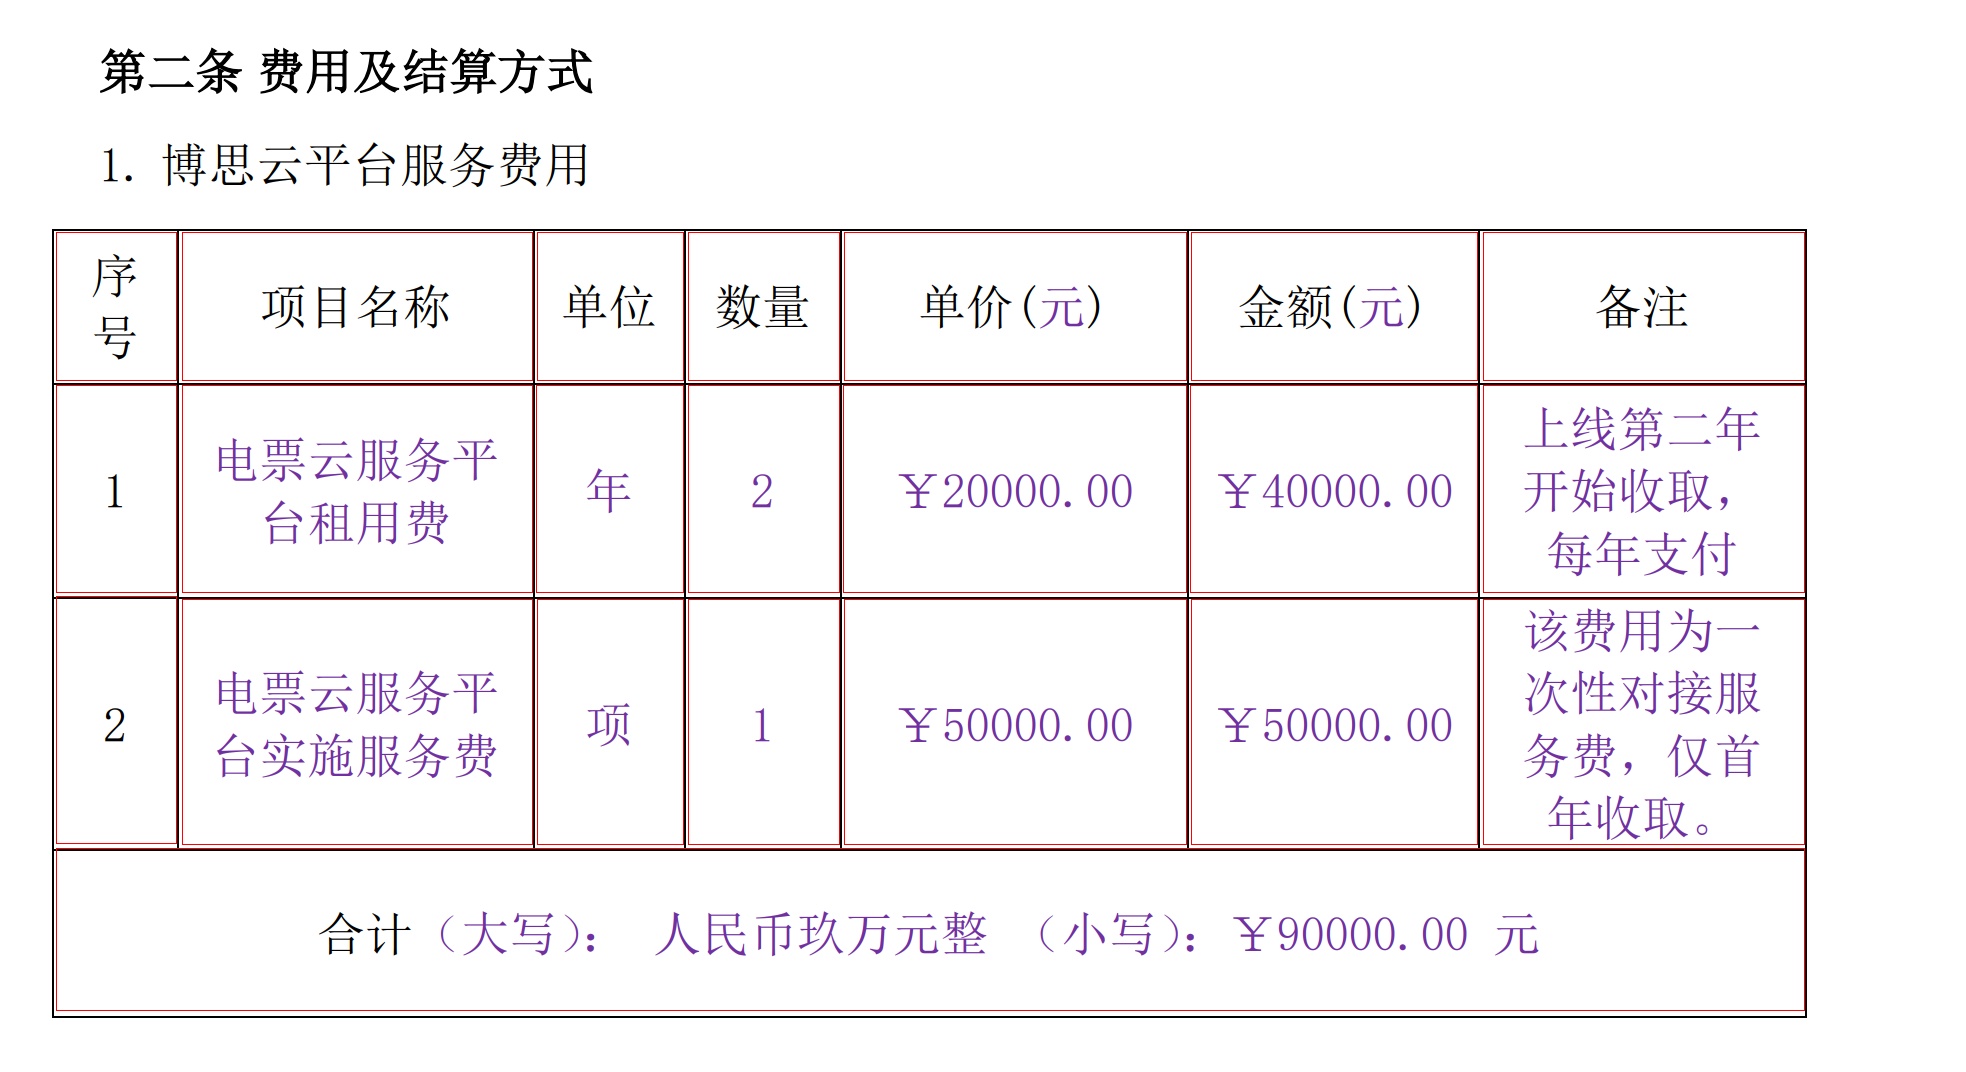 第二条 费用及结算方式
1. 博思云平台服务费用
序
号
项目名称
单位
数量
单价(元)
金额(元)
备注
1
电票云服务平
台租用费
年
2
￥20000.00
￥40000.00
上线第二年
开始收取，
每年支付
2
电票云服务平
台实施服务费
项
1
￥50000.00
￥50000.00
该费用为一
次性对接服
务费，仅首
年收取。
合计（大写）： 人民币玖万元整 （小写）：￥90000.00 元